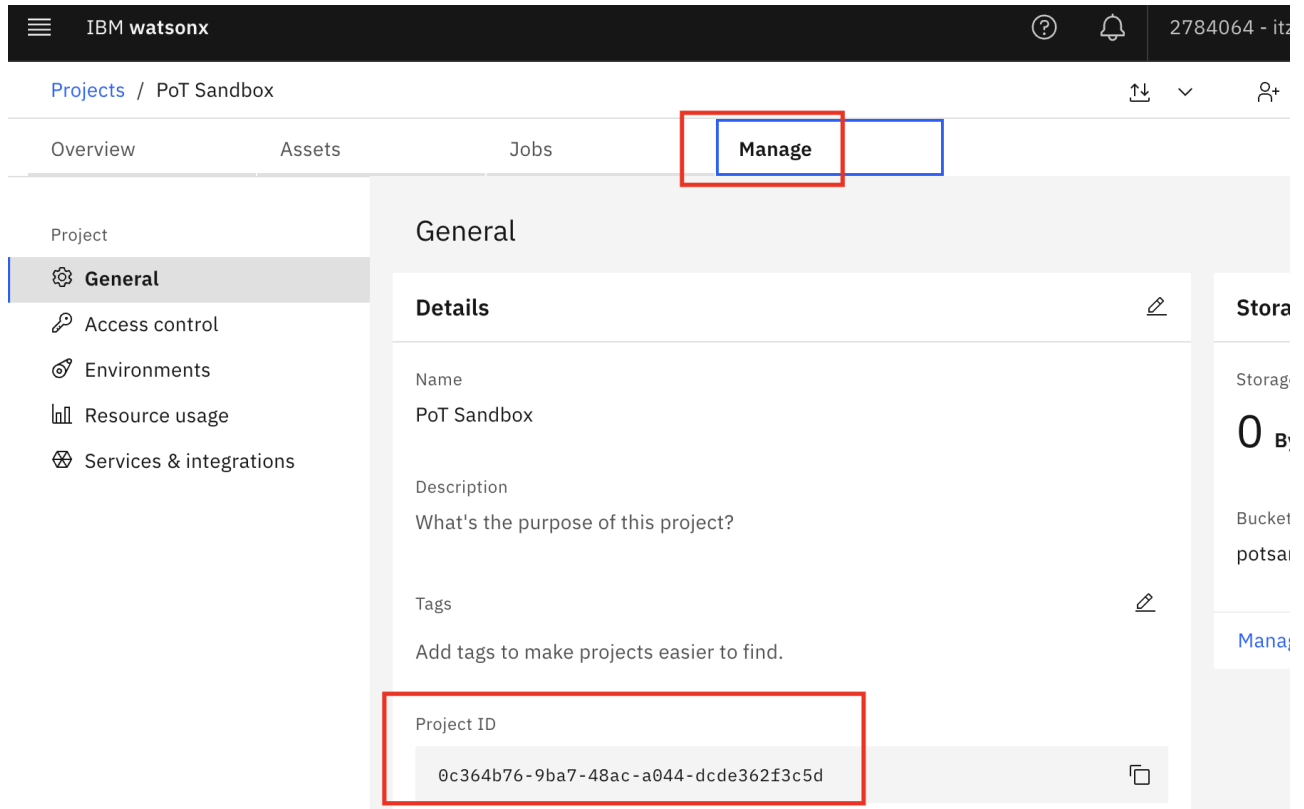 IBM watsonx
2784064 - itz
Projects / PoT Sandbox
Overview Assets Jobs Manage
Project
General
Access control
Environments
Resource usage
Services & integrations
General
Details
Name
PoT Sandbox
Description
What's the purpose of this project?
Tags
Add tags to make projects easier to find.
Project ID
0c364b76-9ba7-48ac-a044-dcde362f3c5d
Stora
Storag
0 By
Bucket
potsan
Manag